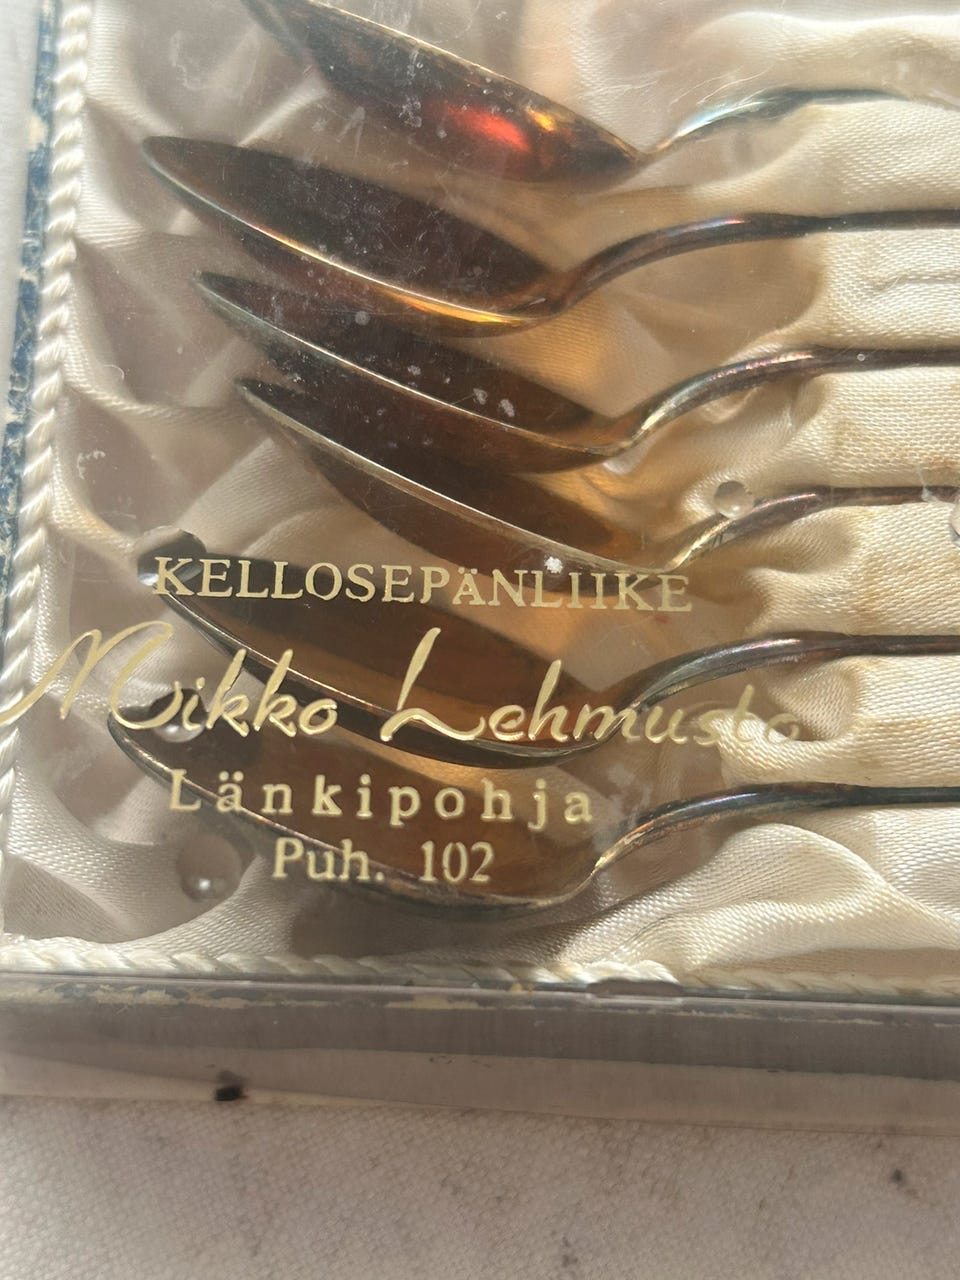 KELLOSEPÄNLIIKE
Mikko Lehmusto
Länkipohja
Puh. 102